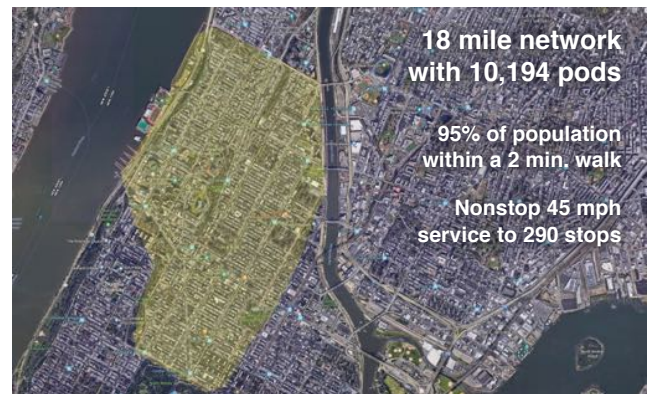 18 mile network
with 10,194 pods
95% of population
within a 2 min. walk
Nonstop 45 mph
service to 290 stops